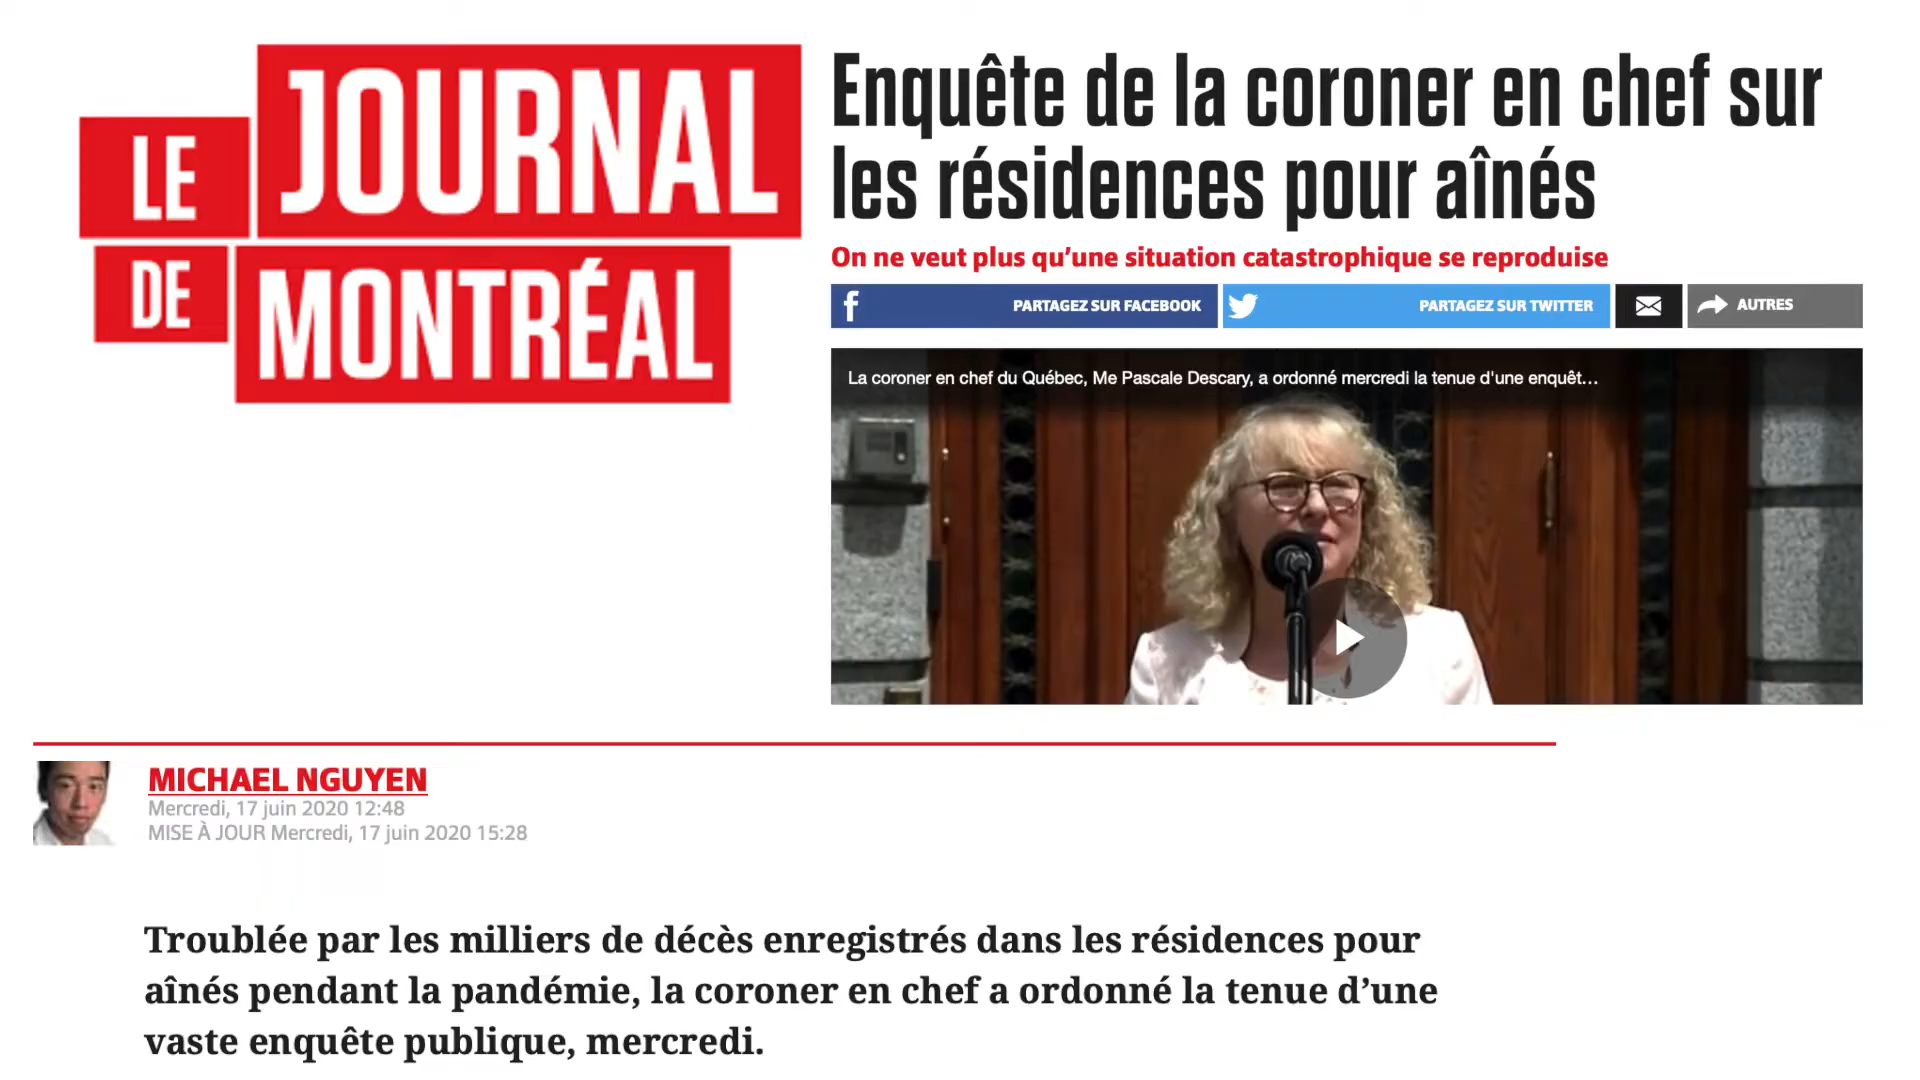 LE JOURNAL
DE MONTRÉAL
Enquête de la coroner en chef sur
les résidences pour aînés
On ne veut plus qu’une situation catastrophique se reproduise
f PARTAGEZ SUR FACEBOOK PARTAGEZ SUR TWITTER AUTRES
La coroner en chef du Québec, Me Pascale Descary, a ordonné mercredi la tenue d'une enquêt…
MICHAEL NGUYEN
Mercredi, 17 juin 2020 12:48
MISE À JOUR Mercredi, 17 juin 2020 15:28
Troublée par les milliers de décès enregistrés dans les résidences pour
aînés pendant la pandémie, la coroner en chef a ordonné la tenue d’une
vaste enquête publique, mercredi.